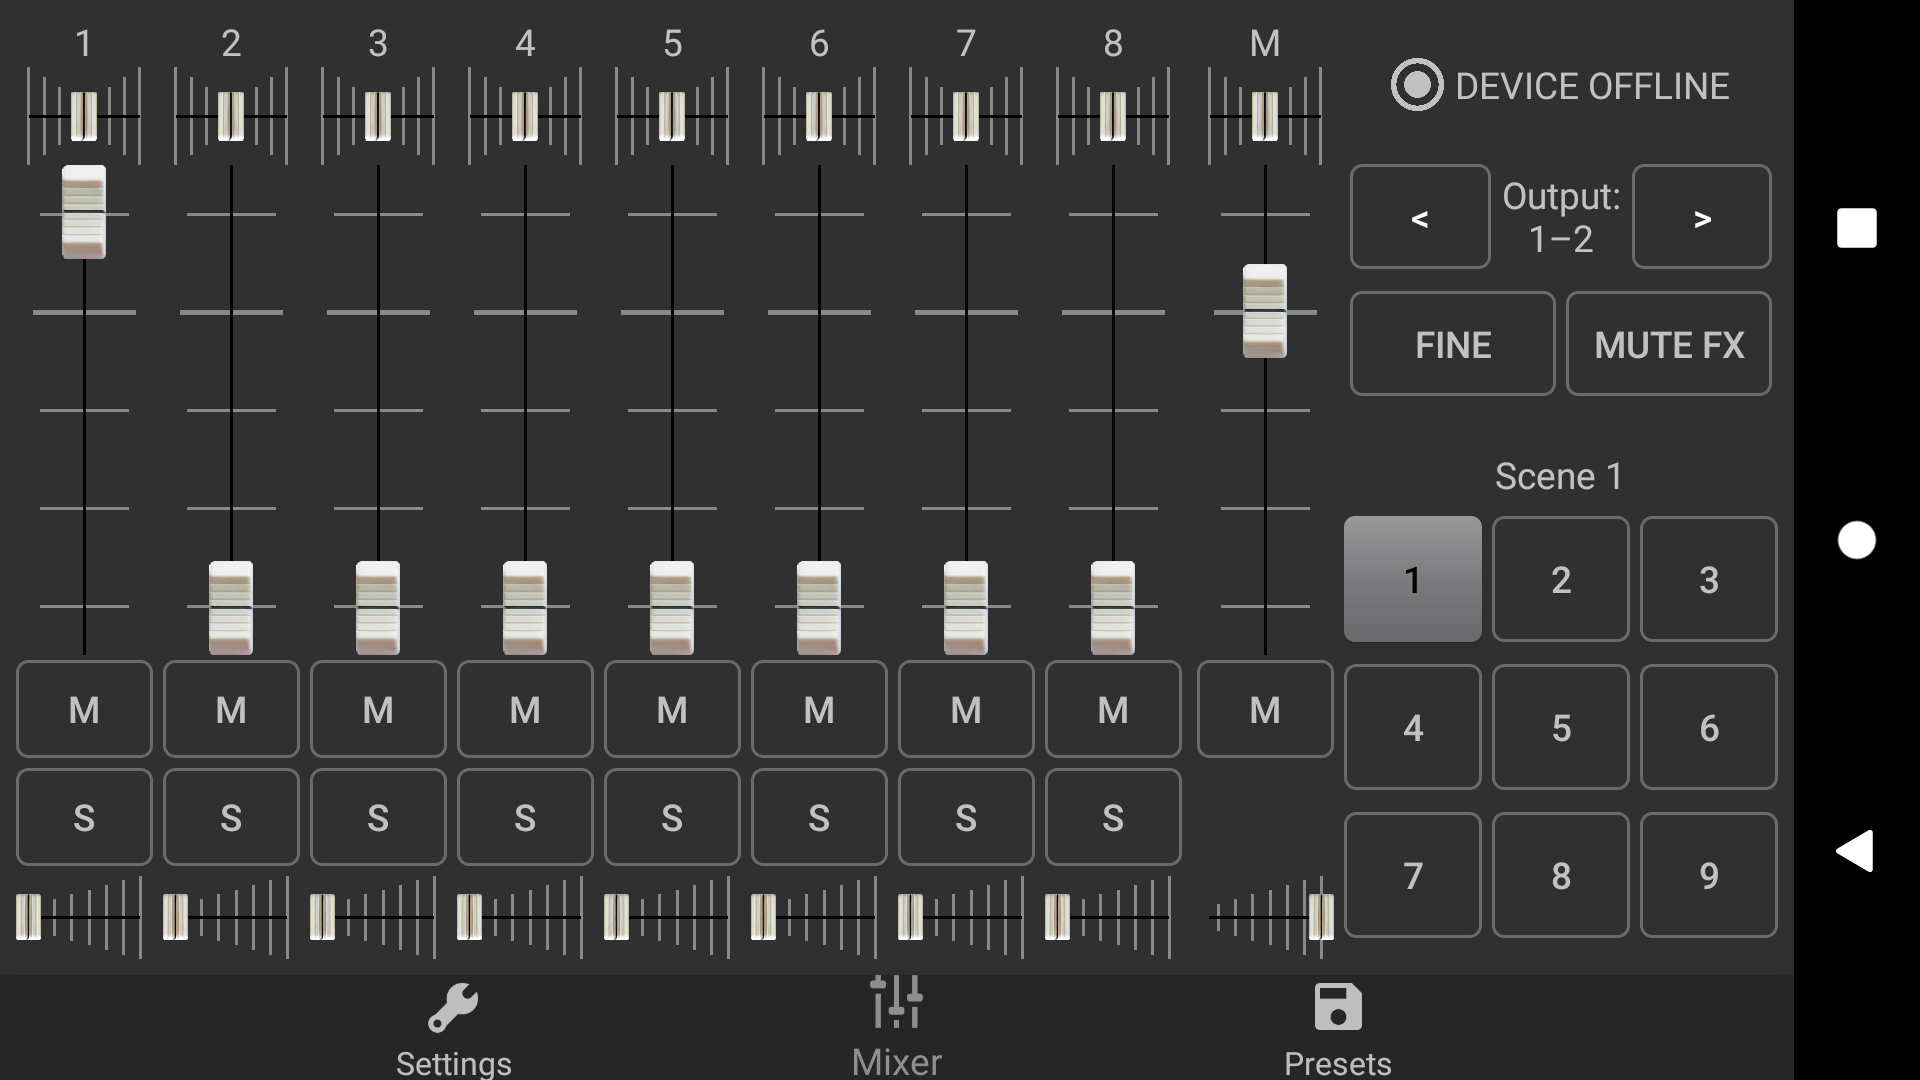 1 2 3 4 5 6 7 8 M
DEVICE OFFLINE
< Output: >
1–2
FINE MUTE FX
Scene 1
1 2 3
4 5 6
7 8 9
M M M M M M M M M
S S S S S S S S
Settings Mixer Presets